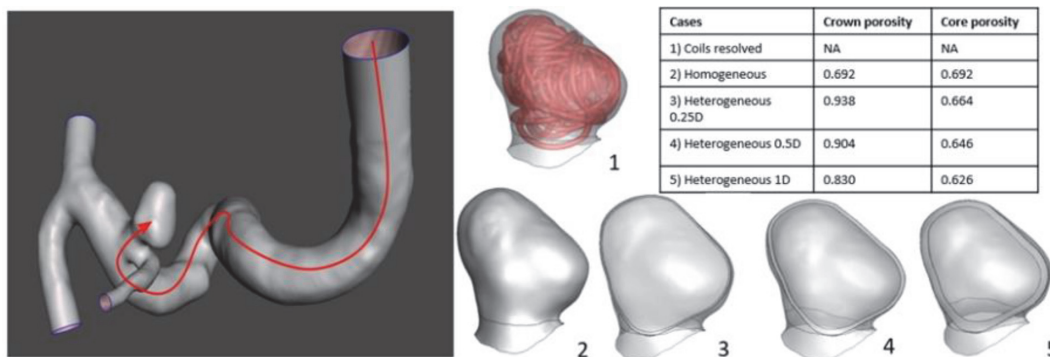 Cases Crown porosity Core porosity
1) Coils resolved NA NA
2) Homogeneous 0.692 0.692
3) Heterogeneous 0.938 0.664
0.25D
4) Heterogeneous 0.5D 0.904 0.646
5) Heterogeneous 1D 0.830 0.626
1
2
3
4
5